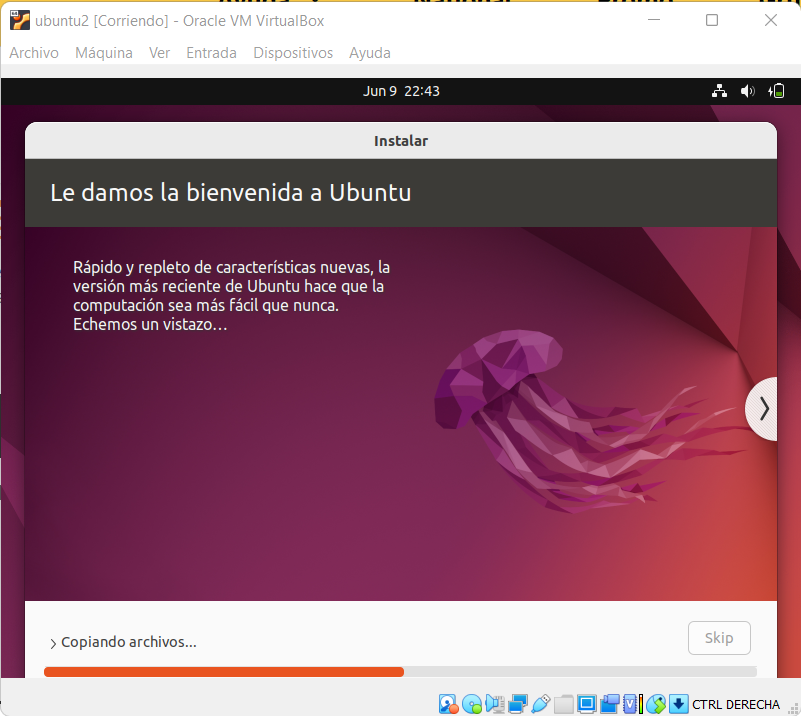 ubuntu2 [Corriendo] - Oracle VM VirtualBox
Archivo Máquina Ver Entrada Dispositivos Ayuda
Jun 9 22:43
Instalar
Le damos la bienvenida a Ubuntu
Rápido y repleto de características nuevas, la
versión más reciente de Ubuntu hace que la
computación sea más fácil que nunca.
Echemos un vistazo…
Copiando archivos...
Skip
CTRL DERECHA